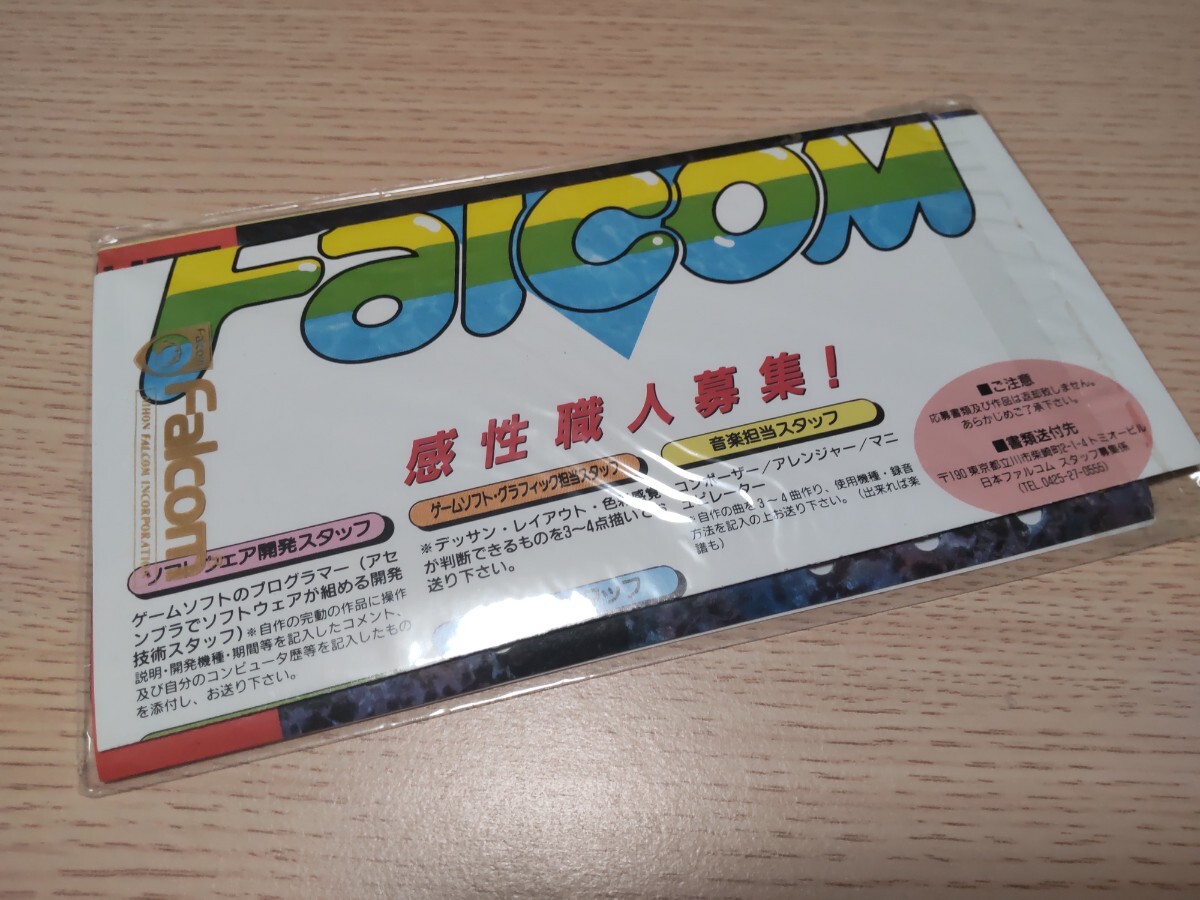 Falcom
Falcom
Falcom
NIHON FALCOM INCORPORATION
感性職人募集!
ソフトウェア開発スタッフ
ゲームソフトのプログラマー(アセ
ンブラでソフトウェアが組める開発
技術スタッフ)※自作の完動の作品に操作
説明・開発機種・期間等を記入したコメント、
及び自分のコンピュータ歴等を記入したもの
を添付し、お送り下さい。
ゲームソフト・グラフィック担当スタッフ
※デッサン・レイアウト・色彩感覚
が判断できるものを3〜4点描いてお
送り下さい。
音楽担当スタッフ
コンポーザー/アレンジャー/マニ
ピュレーター
※自作の曲を3〜4曲作り、使用機種・録音
方法を記入の上お送り下さい。(出来れば楽
譜も)
スタッフ
■ご注意
応募書類及び作品は返却致しません。
あらかじめご了承下さい。
■書類送付先
〒190 東京都立川市柴崎町2-1-4トミオービル
日本ファルコム スタッフ募集係
(TEL.0425-27-0555)